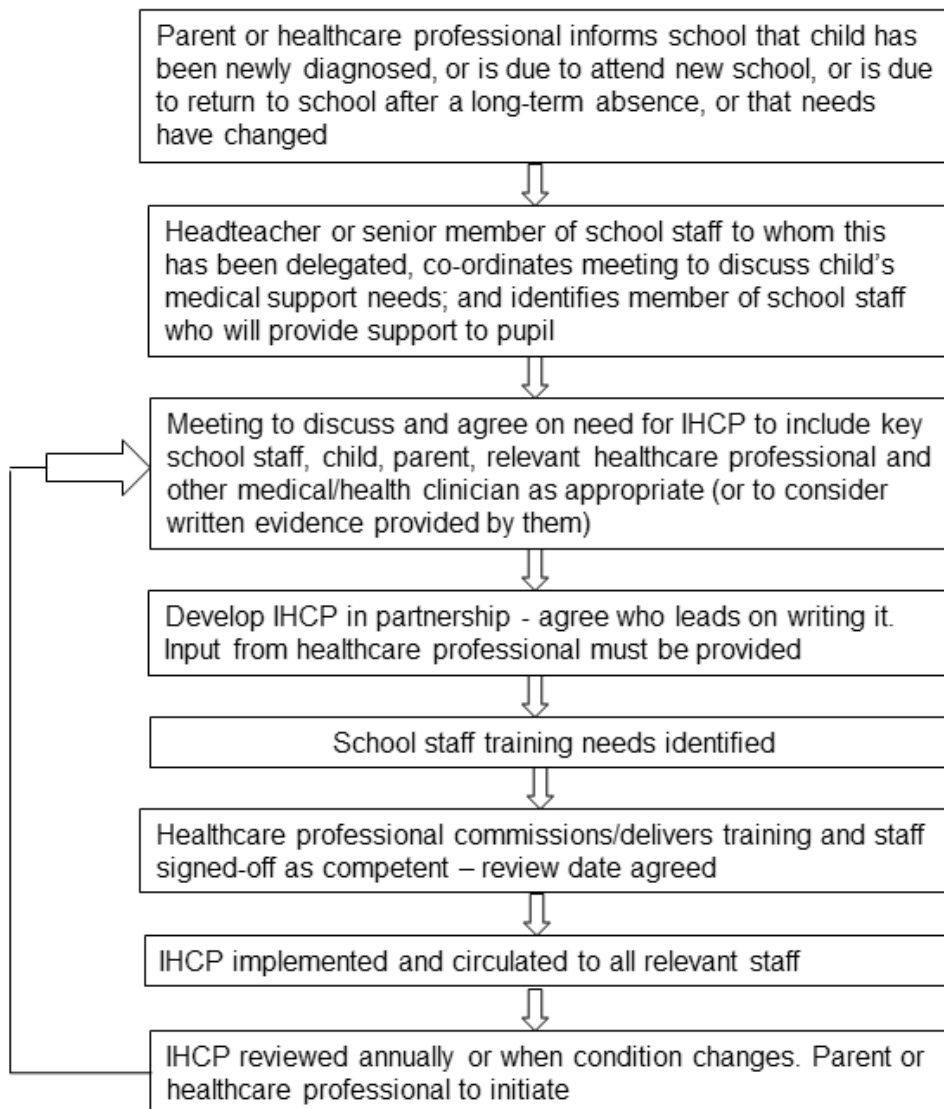 Parent or healthcare professional informs school that child has
been newly diagnosed, or is due to attend new school, or is due
to return to school after a long-term absence, or that needs
have changed
Headteacher or senior member of school staff to whom this
has been delegated, co-ordinates meeting to discuss child's
medical support needs; and identifies member of school staff
who will provide support to pupil
Meeting to discuss and agree on need for IHCP to include key
school staff, child, parent, relevant healthcare professional and
other medical/health clinician as appropriate (or to consider
written evidence provided by them)
Develop IHCP in partnership - agree who leads on writing it.
Input from healthcare professional must be provided
School staff training needs identified
Healthcare professional commissions/delivers training and staff
signed-off as competent – review date agreed
IHCP implemented and circulated to all relevant staff
IHCP reviewed annually or when condition changes. Parent or
healthcare professional to initiate